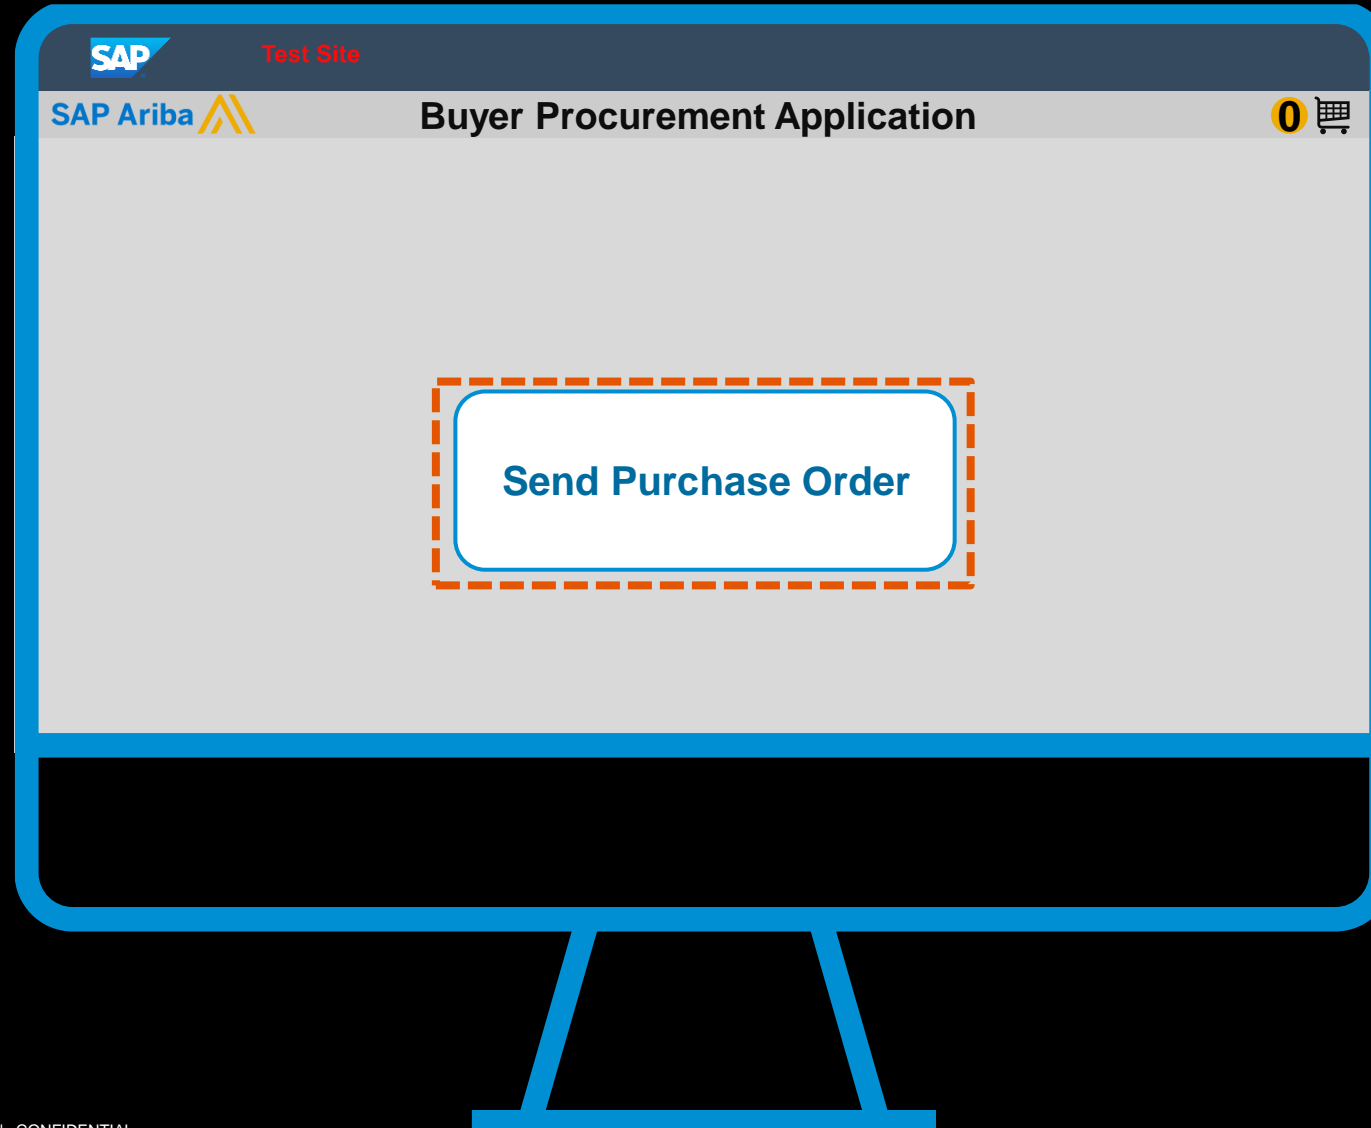 SAP
Test Site
SAP Ariba
Buyer Procurement Application
0
Send Purchase Order